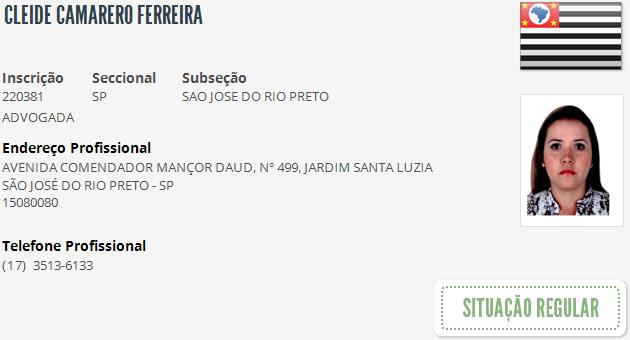 CLEIDE CAMARERO FERREIRA
Inscrição Seccional Subseção
220381 SP SAO JOSE DO RIO PRETO
ADVOGADA
Endereço Profissional
AVENIDA COMENDADOR MANÇOR DAUD, Nº 499, JARDIM SANTA LUZIA
SÃO JOSÉ DO RIO PRETO - SP
15080080
Telefone Profissional
(17) 3513-6133
SITUAÇÃO REGULAR